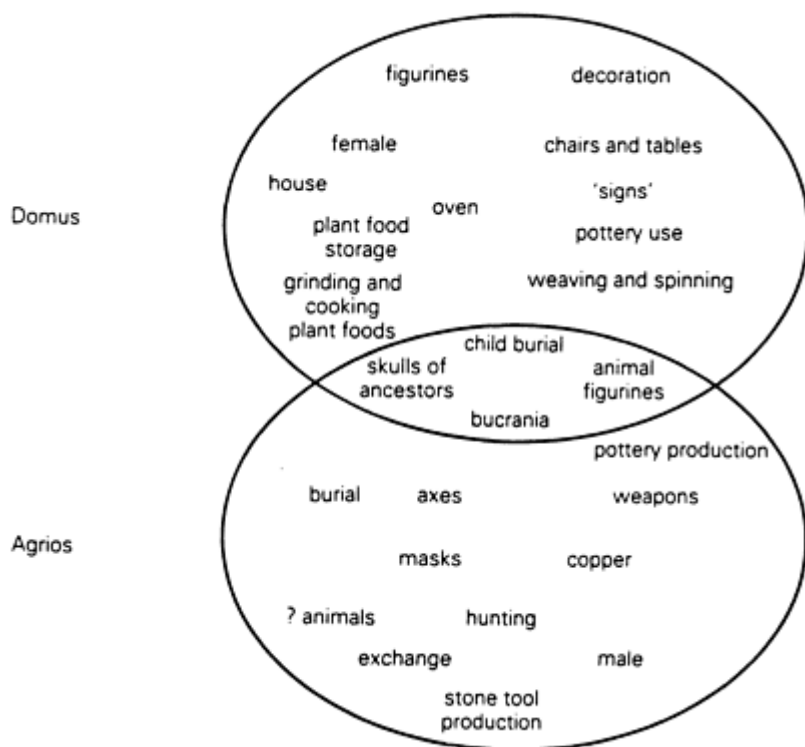 figurines
decoration
female
chairs and tables
house
'signs'
oven
Domus
plant food
storage
pottery use
grinding and
cooking
plant foods
weaving and spinning
child burial
skulls of
ancestors
animal
figurines
bucrania
pottery production
burial
axes
weapons
Agrios
masks
copper
? animals
hunting
exchange
male
stone tool
production